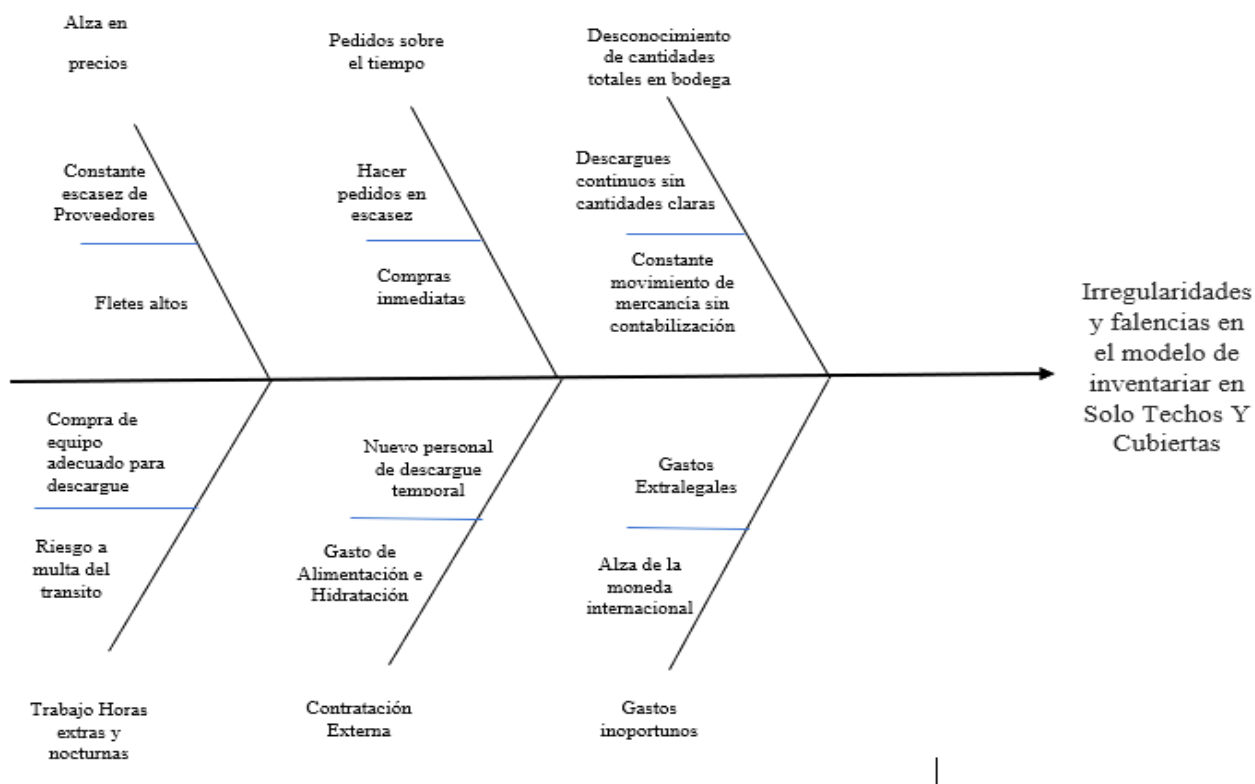 Alza en
precios
Pedidos sobre
el tiempo
Desconocimiento
de cantidades
totales en bodega
Constante
escasez de
Proveedores
Hacer
pedidos en
escasez
Descargues
continuos sin
cantidades claras
Fletes altos
Compras
inmediatas
Constante
movimiento de
mercancía sin
contabilización
Irregularidades
y falencias en
el modelo de
inventariar en
Solo Techos Y
Cubiertas
Compra de
equipo
adecuado para
descargue
Nuevo personal
de descargue
temporal
Gastos
Extralegales
Riesgo a
multa del
transito
Gasto de
Alimentación e
Hidratación
Alza de la
moneda
internacional
Trabajo Horas
extras y
nocturnas
Contratación
Externa
Gastos
inoportunos